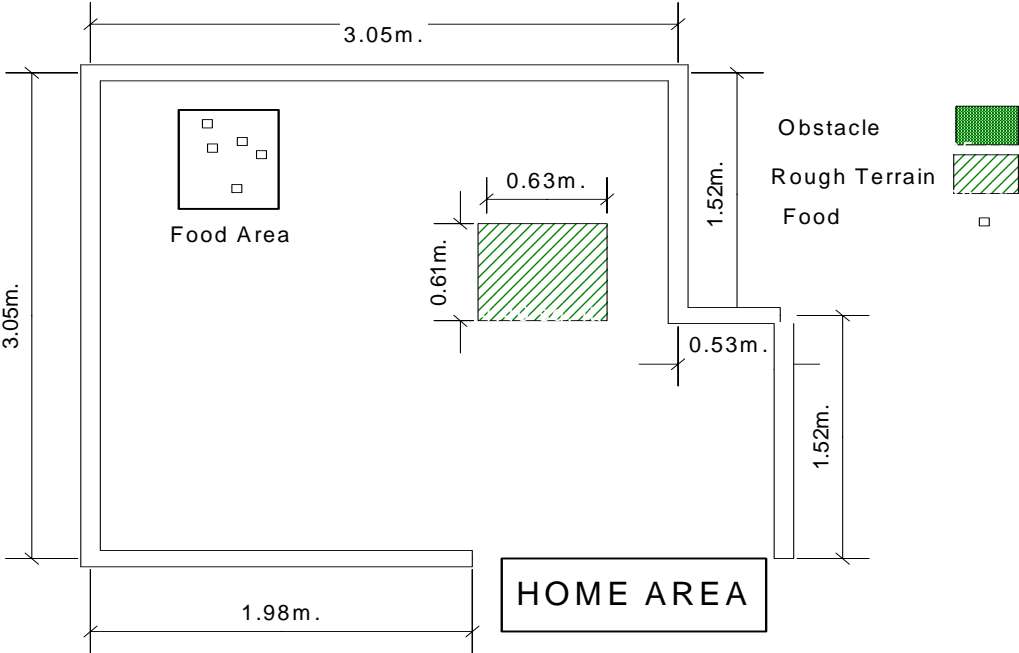 3.05m.
Obstacle
Rough Terrain
Food
0.63m.
1.52m.
Food Area
0.61m.
3.05m.
0.53m.
1.52m.
HOME AREA
1.98m.